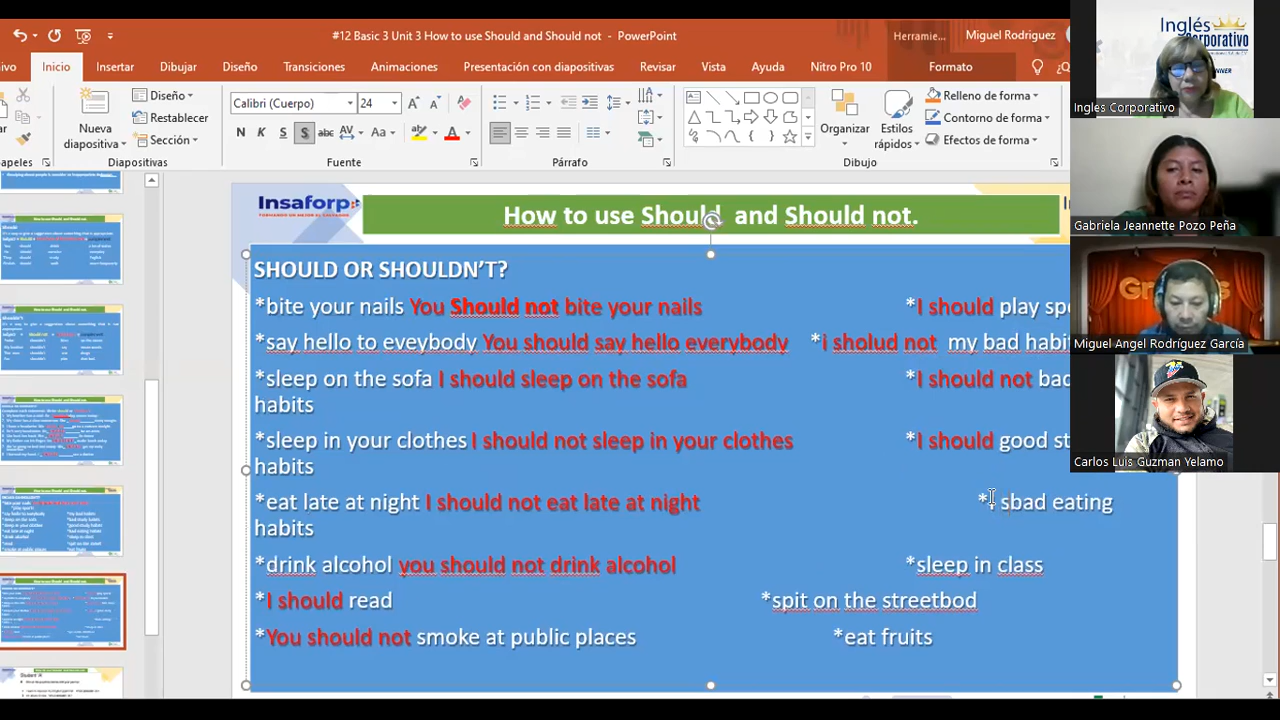 #12 Basic 3 Unit 3 How to use Should and Should not - PowerPoint
Herramie...
Miguel Rodriguez
Inicio
Insertar
Dibujar
Diseño
Transiciones
Animaciones
Presentación con diapositivas
Revisar
Vista
Ayuda
Nitro Pro 10
Formato
Nueva
diapositiva
Diseño
Restablecer
Sección
Calibri (Cuerpo)
24
N K S S abc AV Aa A
Organizar
Estilos
rápidos
Relleno de forma
Contorno de forma
Efectos de forma
Diapositivas
Fuente
Párrafo
Dibujo
Insaforp
How to use Should and Should not.
SHOULD OR SHOULDN'T?
*bite your nails You Should not bite your nails *I should play spo
*say hello to eveybody You should say hello everybody *i sholud not my bad habi
*sleep on the sofa I should sleep on the sofa *I should not bad
habits
*sleep in your clothes I should not sleep in your clothes *I should good st
habits
*eat late at night I should not eat late at night * sbad eating
habits
*drink alcohol you should not drink alcohol *sleep in class
*I should read *spit on the streetbod
*You should not smoke at public places *eat fruits
Inglés
Corporativo
Ingles Corporativo
Gabriela Jeannette Pozo Peña
Miguel Angel Rodríguez García
Carlos Luis Guzman Yelamo